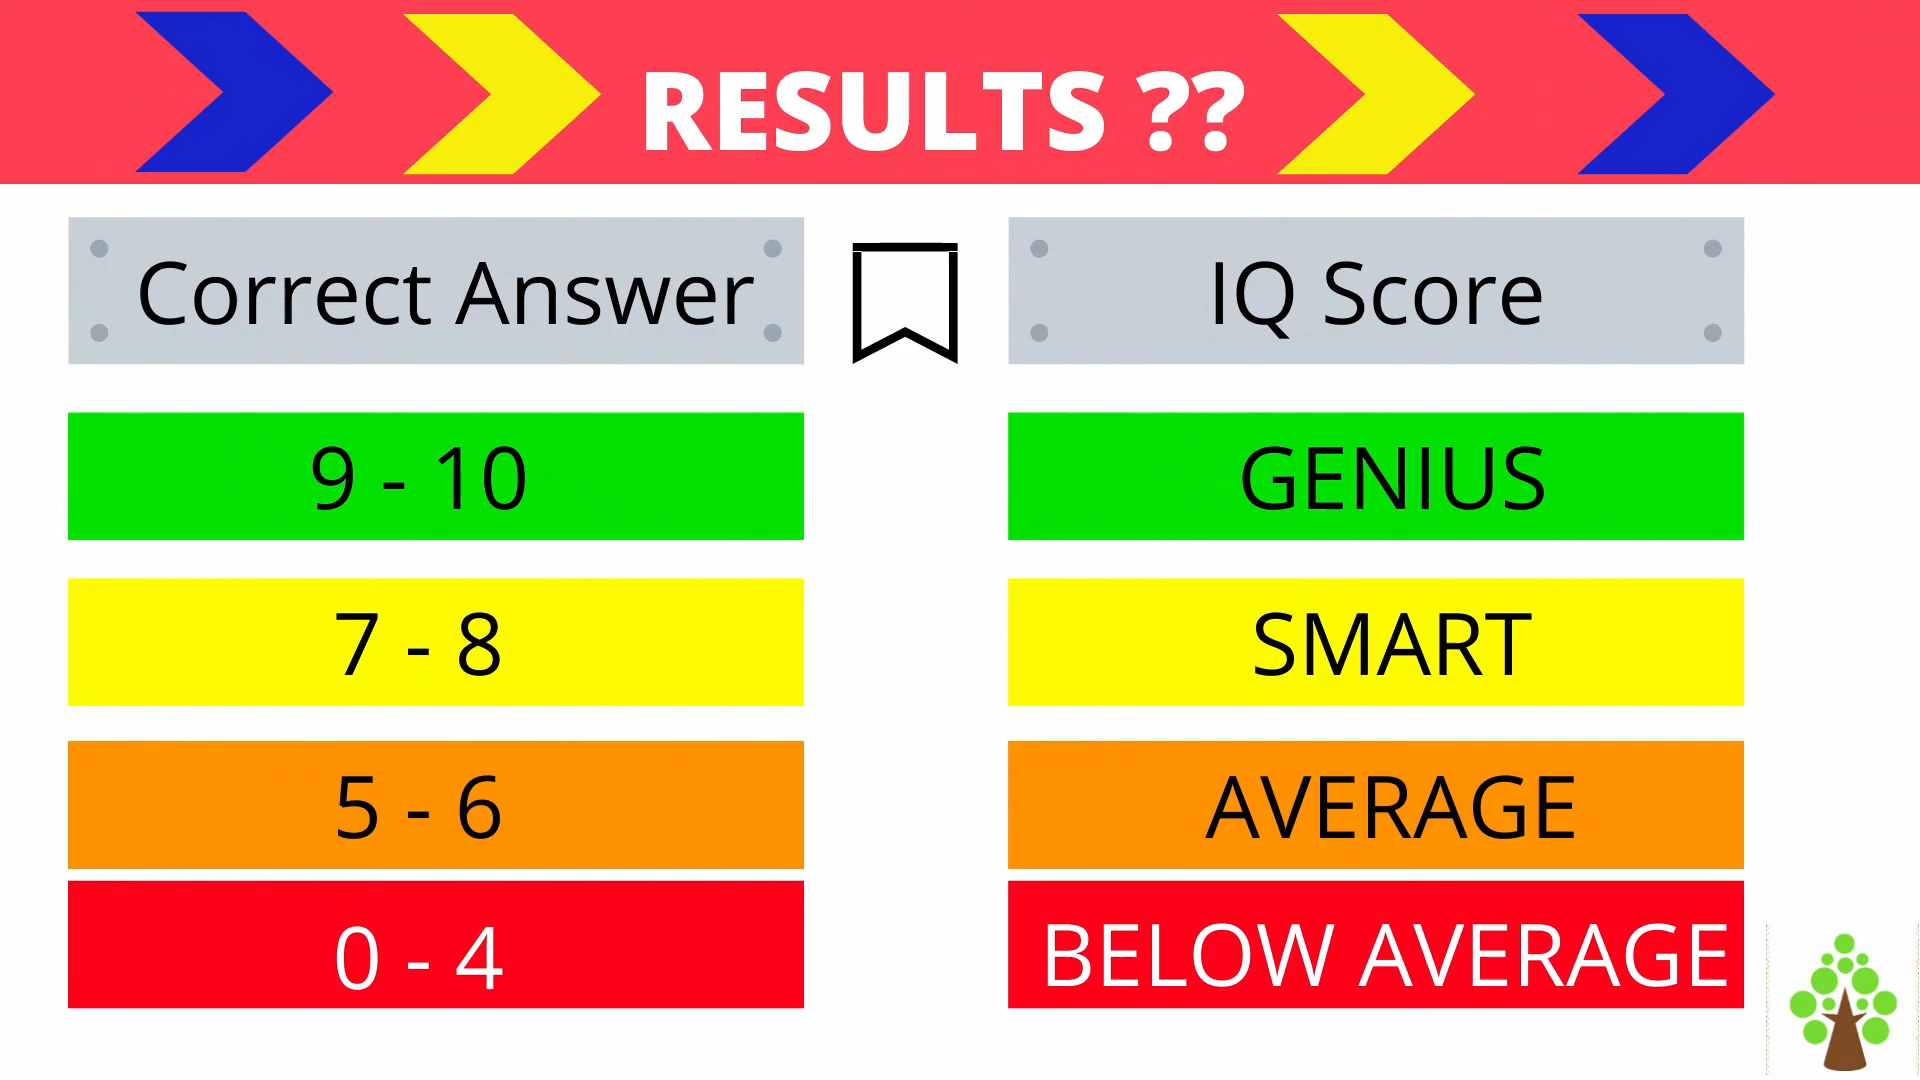 RESULTS ??
Correct Answer
IQ Score
9 - 10
GENIUS
7 - 8
SMART
5 - 6
AVERAGE
0 - 4
BELOW AVERAGE